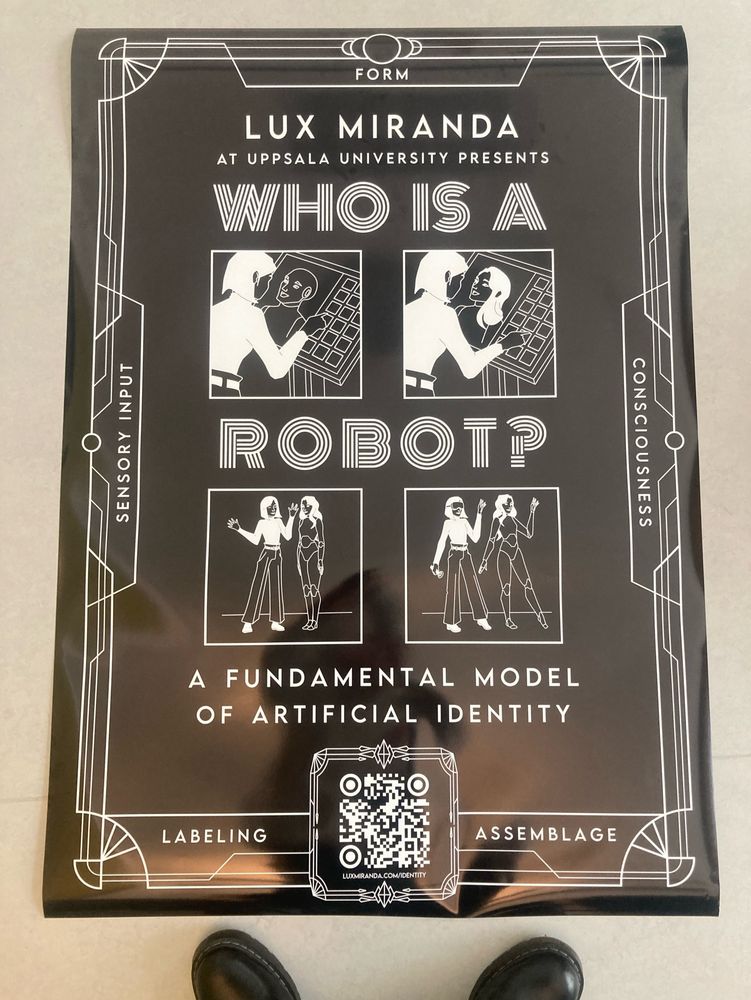 FORM
LUX MIRANDA
AT UPPSALA UNIVERSITY PRESENTS
WHO IS A
ROBOT?
SENSORY INPUT
CONSCIOUSNESS
A FUNDAMENTAL MODEL
OF ARTIFICIAL IDENTITY
LABELING
ASSEMBLAGE
LUXMIRANDA.COM/IDENTITY